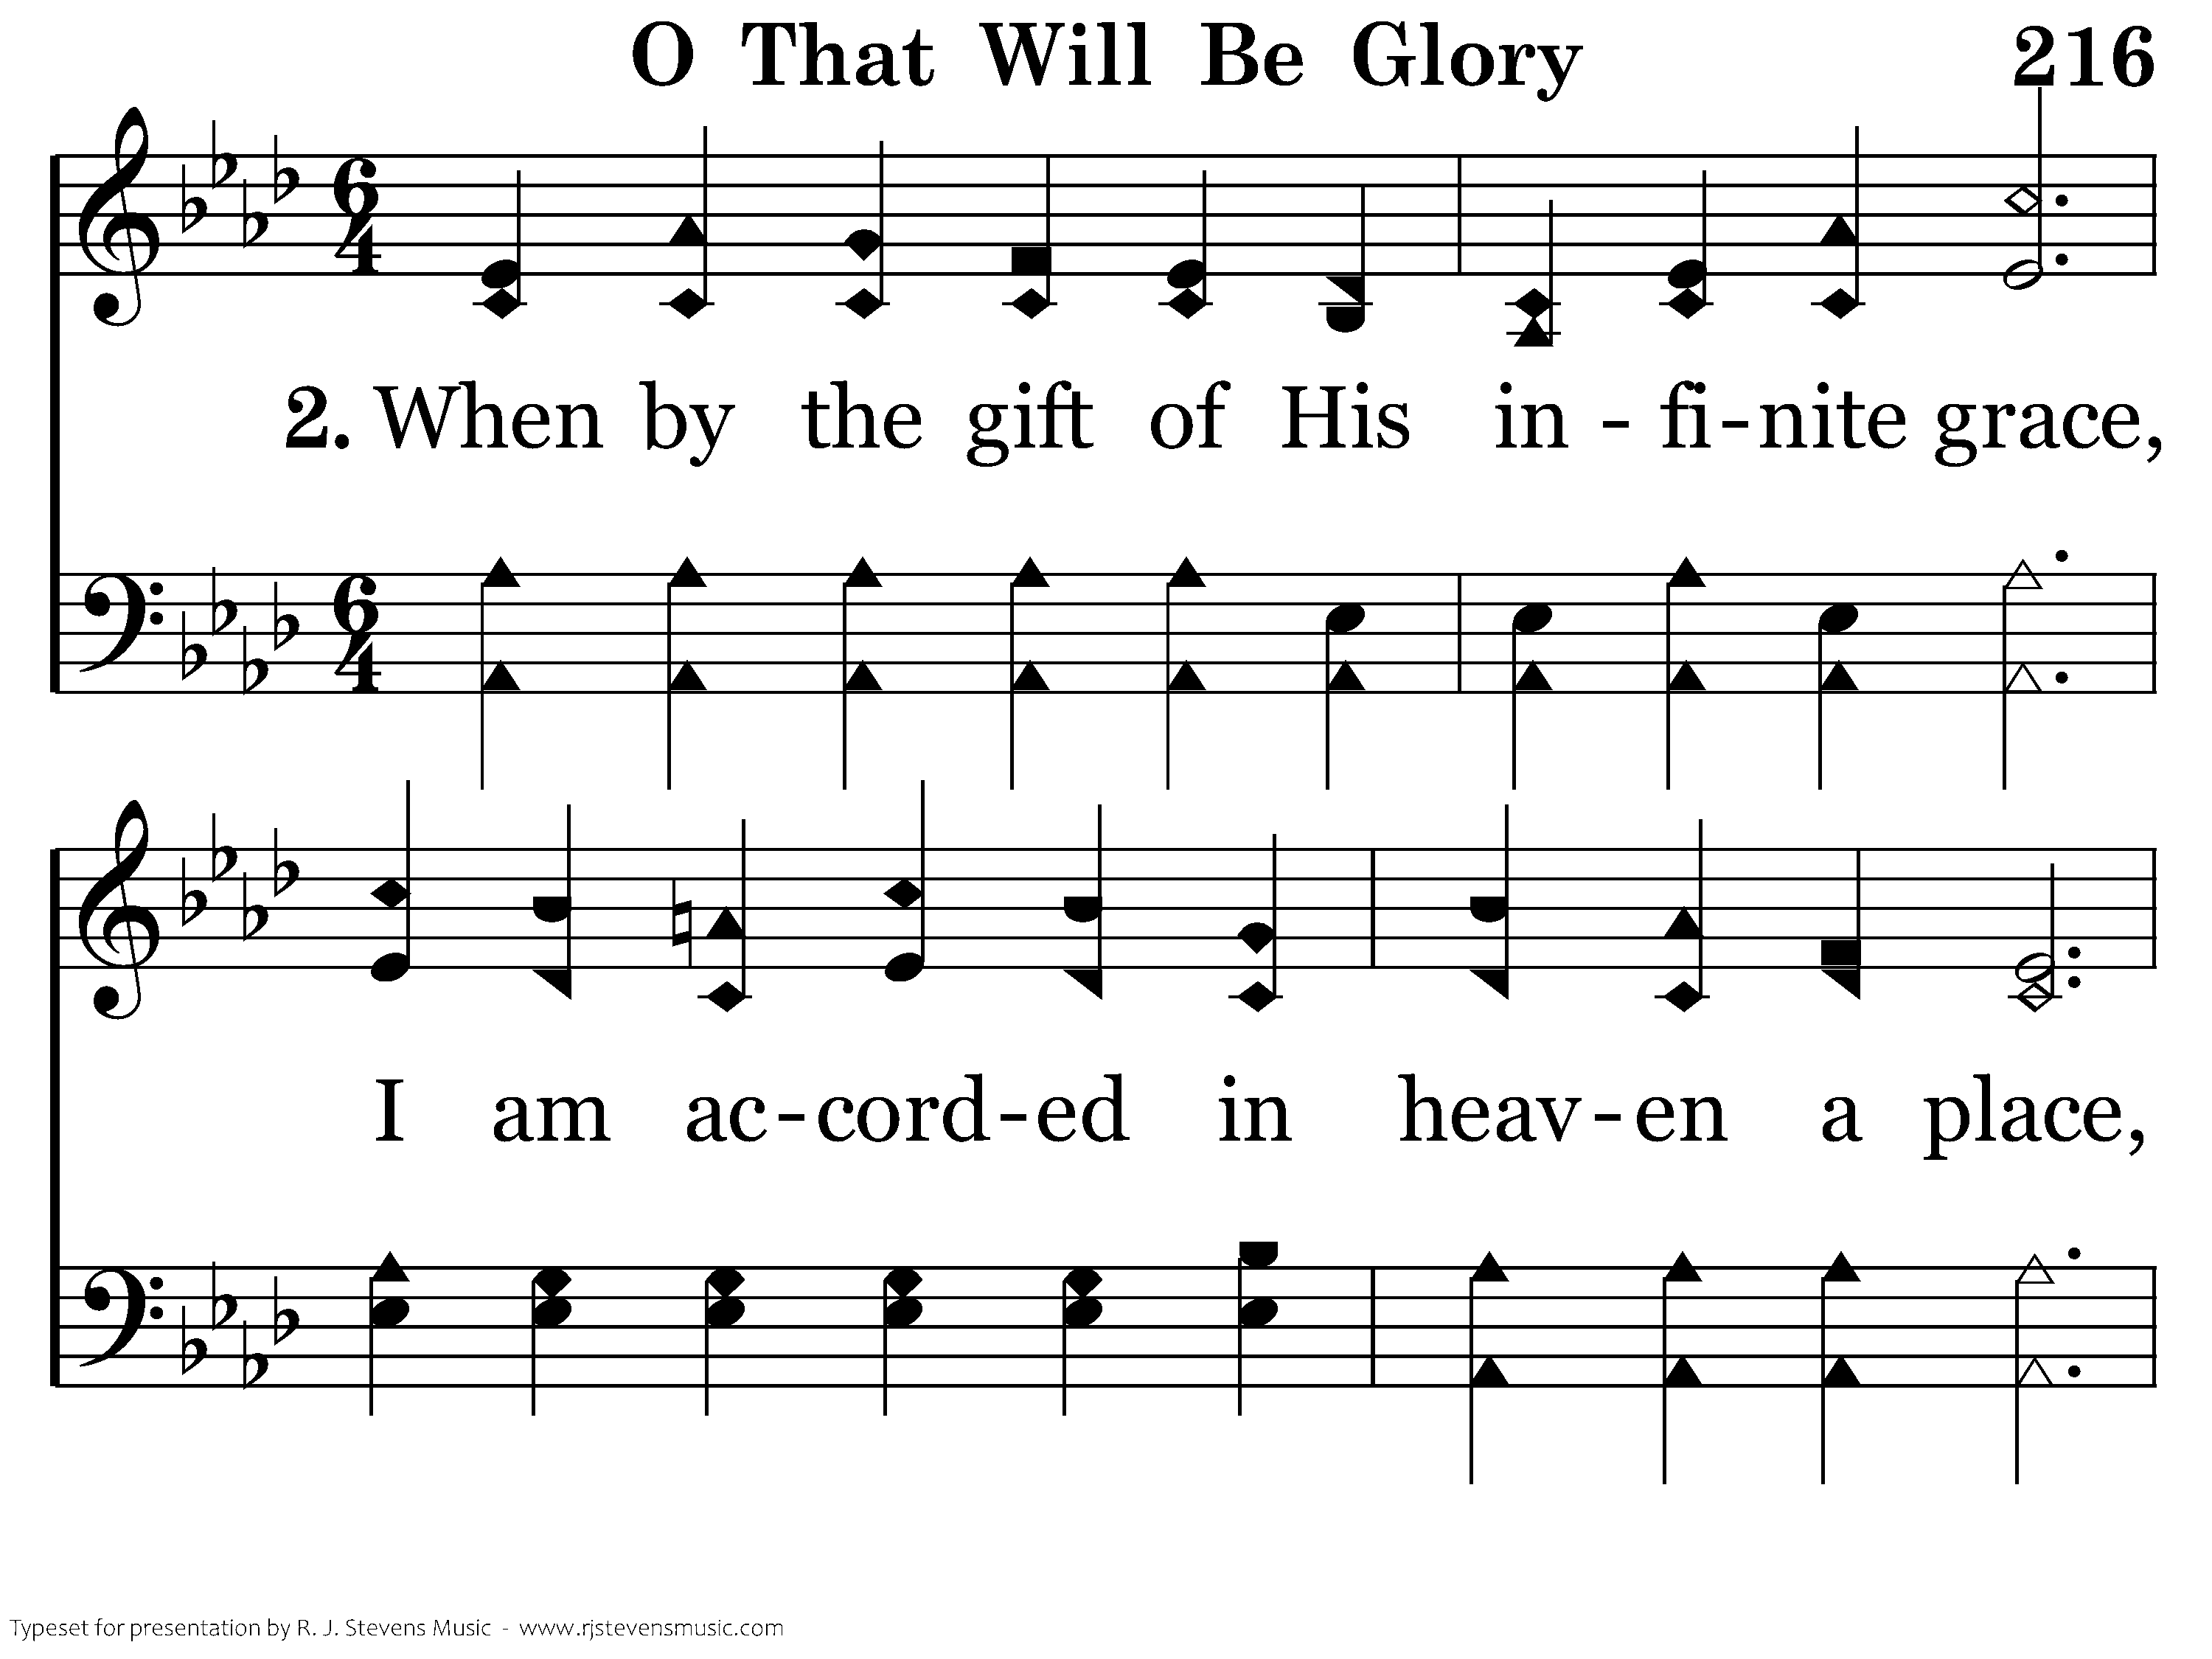 O That Will Be Glory 216
2. When by the gift of His in - fi - nite grace,
I am ac - cord - ed in heav - en a place,
Typeset for presentation by R. J. Stevens Music - www.rjstevensmusic.com